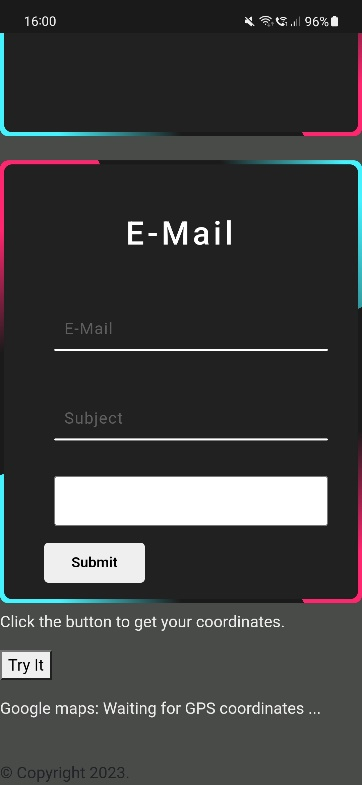 16:00
96%
E-Mail
E-Mail
Subject
Submit
Click the button to get your coordinates.
Try It
Google maps: Waiting for GPS coordinates ...
© Copyright 2023.